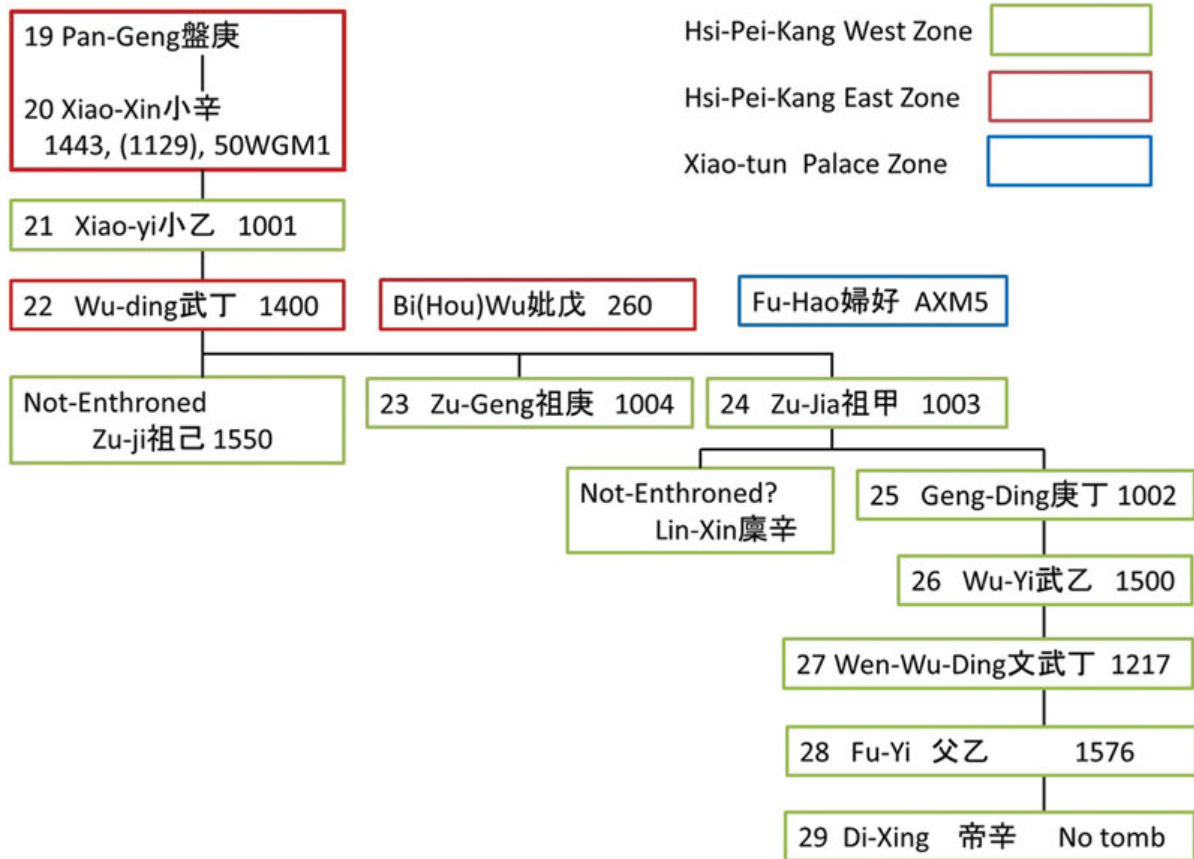 19 Pan-Geng盤庚
20 Xiao-Xin小辛
1443, (1129), 50WGM1
Hsi-Pei-Kang West Zone
Hsi-Pei-Kang East Zone
Xiao-tun Palace Zone
21 Xiao-yi小乙 1001
22 Wu-ding武丁 1400
Bi(Hou)Wu妣戊 260
Fu-Hao婦好 AXM5
Not-Enthroned
Zu-ji祖己 1550
23 Zu-Geng祖庚 1004
24 Zu-Jia祖甲 1003
Not-Enthroned?
Lin-Xin廩辛
25 Geng-Ding庚丁 1002
26 Wu-Yi武乙 1500
27 Wen-Wu-Ding文武丁 1217
28 Fu-Yi 父乙 1576
29 Di-Xing 帝辛 No tomb